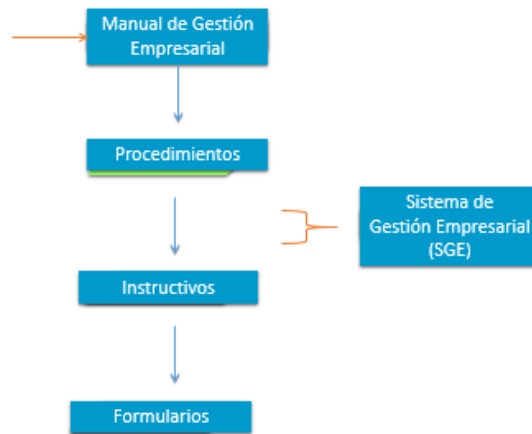 Manual de Gestión
Empresarial
Procedimientos
Sistema de
Gestión Empresarial
(SGE)
Instructivos
Formularios